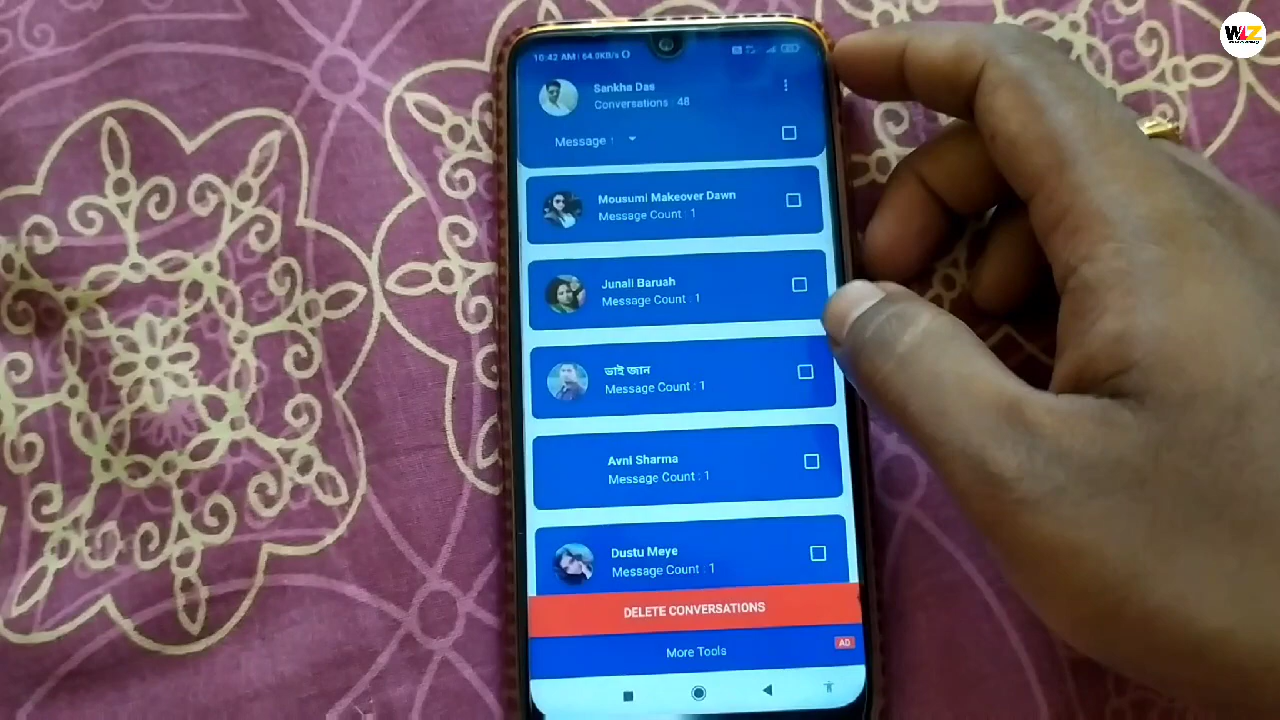 WLZ
10:42 AM | 64.0KB/s
Sankha Das
Conversations : 48
Message ↑
Mousumi Makeover Dawn
Message Count : 1
Junali Baruah
Message Count : 1
ভাই জান
Message Count : 1
Avni Sharma
Message Count : 1
Dustu Meye
Message Count : 1
DELETE CONVERSATIONS
More Tools
AD